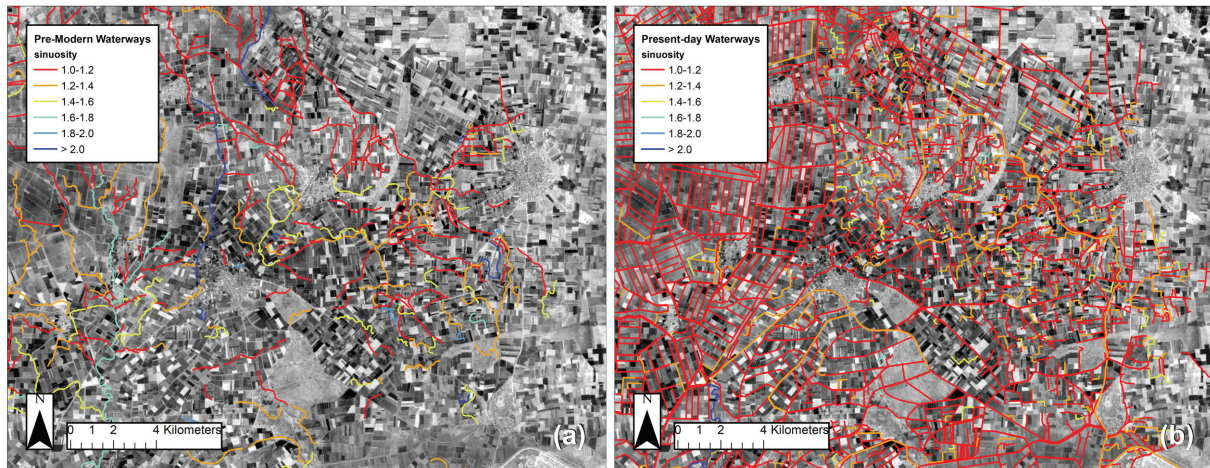 Pre-Modern Waterways
sinuosity
1.0-1.2
1.2-1.4
1.4-1.6
1.6-1.8
1.8-2.0
> 2.0
N
0 1 2 4 Kilometers
(a)
Present-day Waterways
sinuosity
1.0-1.2
1.2-1.4
1.4-1.6
1.6-1.8
1.8-2.0
> 2.0
N
0 1 2 4 Kilometers
(b)